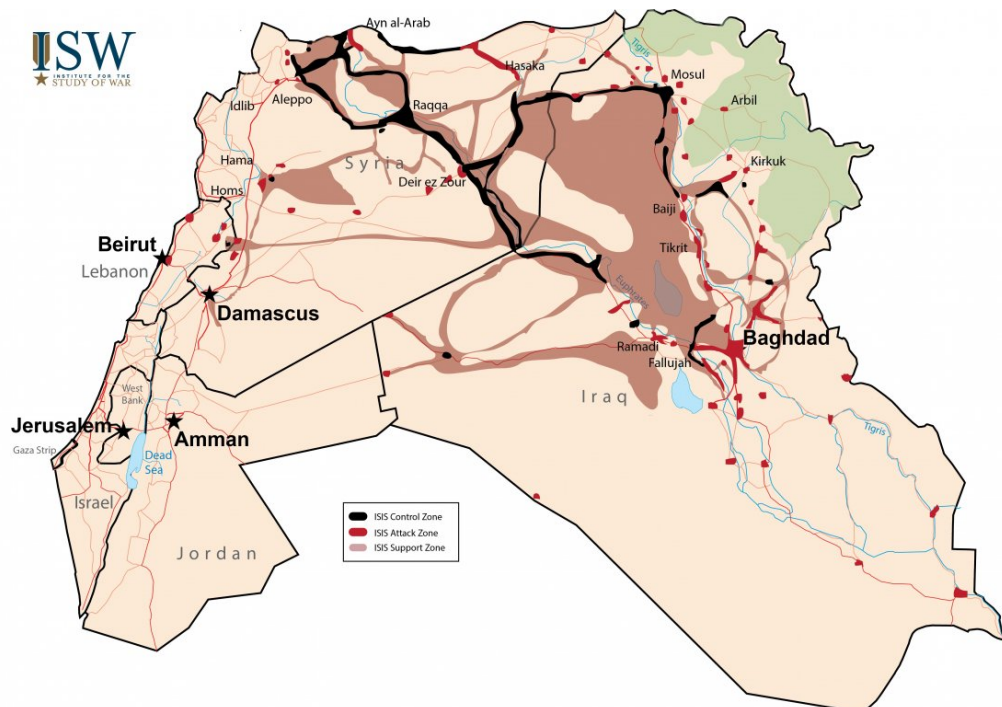 ISW
INSTITUTE FOR THE
STUDY OF WAR
Ayn al-Arab
Tigris
Hasaka
Mosul
Aleppo
Idlib
Raqqa
Arbil
Hama
Syria
Kirkuk
Deir ez Zour
Homs
Baiji
Beirut
Tikrit
Lebanon
Euphrates
Damascus
Baghdad
Ramadi
Fallujah
West
Bank
Iraq
Jerusalem
Amman
Tigris
Gaza Strip
Dead
Sea
Israel
Jordan
ISIS Control Zone
ISIS Attack Zone
ISIS Support Zone